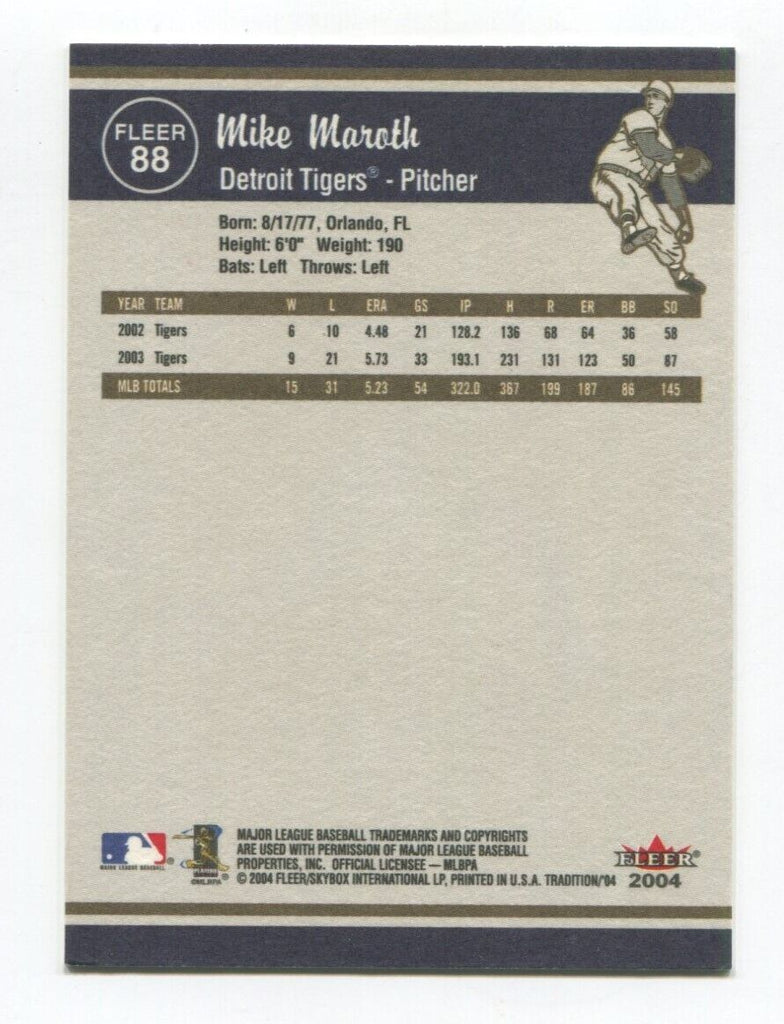 FLEER
88
Mike Maroth
Detroit Tigers® - Pitcher
Born: 8/17/77, Orlando, FL
Height: 6'0" Weight: 190
Bats: Left Throws: Left
YEAR TEAM W L ERA GS IP H R ER BB SO
2002 Tigers 6 10 4.48 21 128.2 136 68 64 36 58
2003 Tigers 9 21 5.73 33 193.1 231 131 123 50 87
MLB TOTALS 15 31 5.23 54 322.0 367 199 187 86 145
MAJOR LEAGUE BASEBALL®
©MLBPA®
MAJOR LEAGUE BASEBALL TRADEMARKS AND COPYRIGHTS
ARE USED WITH PERMISSION OF MAJOR LEAGUE BASEBALL
PROPERTIES, INC. OFFICIAL LICENSEE — MLBPA
© 2004 FLEER/SKYBOX INTERNATIONAL LP, PRINTED IN U.S.A. TRADITION/'04
FLEER®
2004